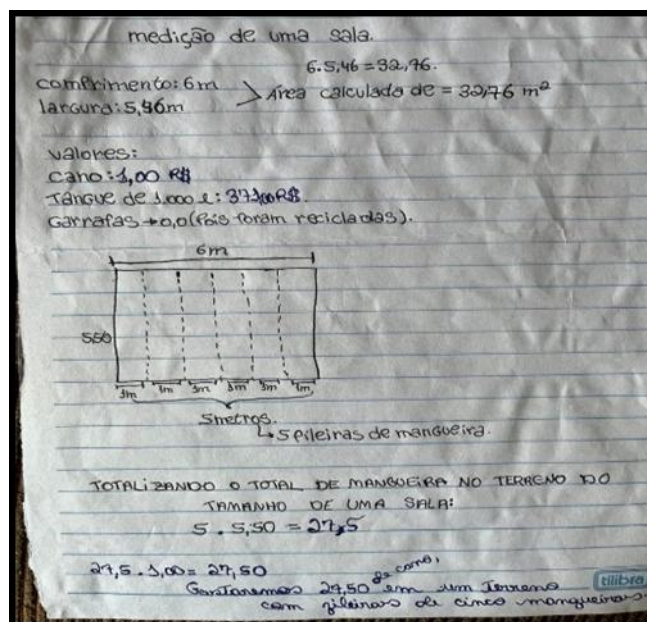 medição de uma sala.
6.5,46 = 32,76.
comprimento: 6m
largura: 5,46m
Área calculada de = 32,76 m²
valores:
cano: 1,00 R$
Tanque de 1.000 l: 371,00 R$.
Garrafas → 0,0 (Pois foram recicladas).
6m
550
1m 1m 1m 1m 1m 1m
5 metros.
↳ 5 fileiras de mangueira.
TOTALIZANDO O TOTAL DE MANGUEIRA NO TERRENO DO
TAMANHO DE UMA SALA:
5 . 5,50 = 27,5
27,5 . 1,00 = 27,50
Gastaremos 27,50 de cano, em um Terreno
com fileiras de cinco mangueiras.
tilibra